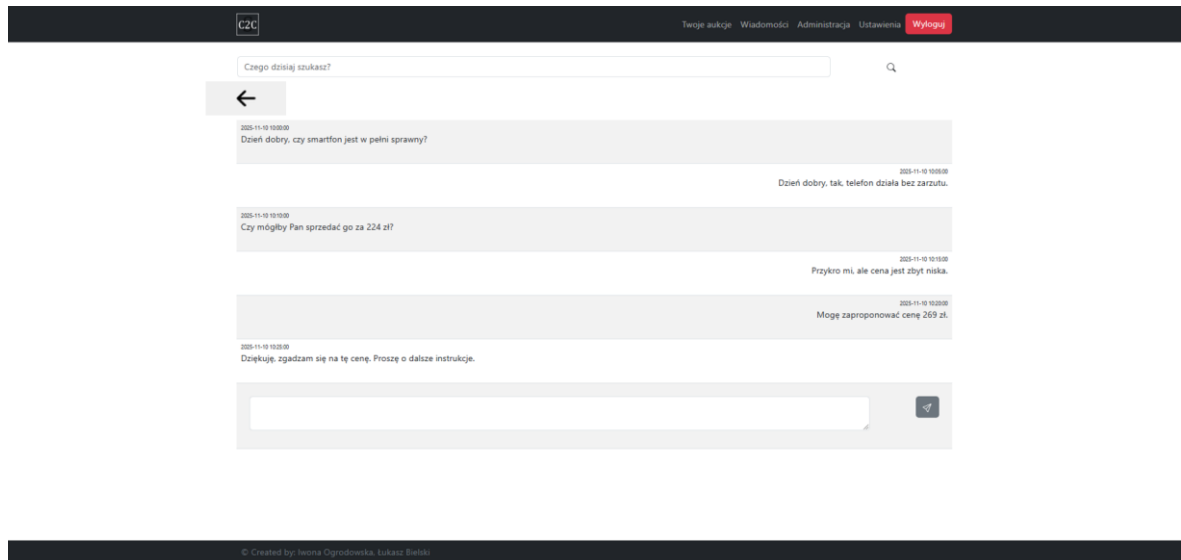 C2C
Twoje aukcje Wiadomości Administracja Ustawienia Wyloguj
Czego dzisiaj szukasz?
2025-11-10 10:00:00
Dzień dobry, czy smartfon jest w pełni sprawny?
2025-11-10 10:05:00
Dzień dobry, tak, telefon działa bez zarzutu.
2025-11-10 10:10:00
Czy mógłby Pan sprzedać go za 224 zł?
2025-11-10 10:15:00
Przykro mi, ale cena jest zbyt niska.
2025-11-10 10:20:00
Mogę zaproponować cenę 269 zł.
2025-11-10 10:25:00
Dziękuję, zgadzam się na tę cenę. Proszę o dalsze instrukcje.
© Created by: Iwona Ogrodowska, Łukasz Bielski